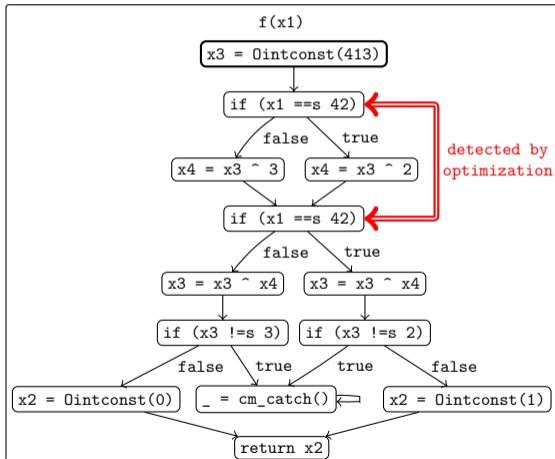 f(x1)
x3 = Ointconst(413)
if (x1 ==s 42)
false true
detected by
optimization
x4 = x3 ^ 3 x4 = x3 ^ 2
if (x1 ==s 42)
false true
x3 = x3 ^ x4 x3 = x3 ^ x4
if (x3 !=s 3) if (x3 !=s 2)
false true true false
x2 = Ointconst(0) _ = cm_catch() x2 = Ointconst(1)
return x2